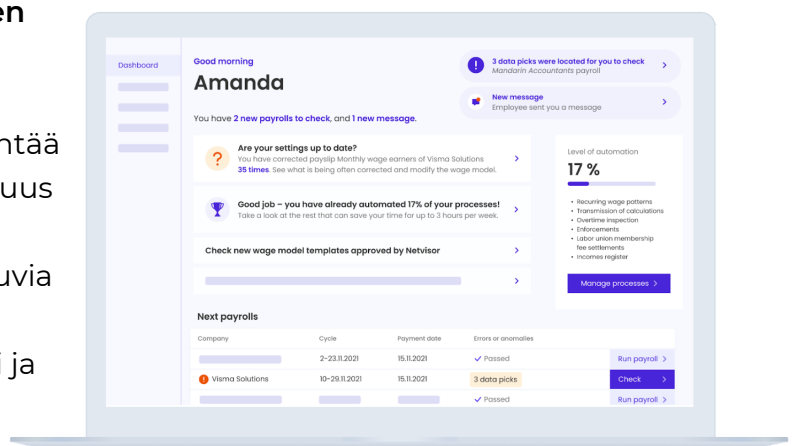 en
ntää
uus
uvia
i ja
Dashboard
Good morning
Amanda
You have 2 new payrolls to check, and 1 new message.
3 data picks were located for you to check
Mandarin Accountants payroll
New message
Employee sent you a message
Are your settings up to date?
You have corrected payslip Monthly wage earners of Visma Solutions
35 times. See what is being often corrected and modify the wage model.
Good job – you have already automated 17% of your processes!
Take a look at the rest that can save your time for up to 3 hours per week.
Check new wage model templates approved by Netvisor
Level of automation
17 %
• Recurring wage patterns
• Transmission of calculations
• Overtime inspection
• Enforcements
• Labor union membership
fee settlements
• Incomes register
Manage processes >
Next payrolls
Company Cycle Payment date Errors or anomalies
2-23.11.2021 15.11.2021 ✓ Passed Run payroll >
Visma Solutions 10-29.11.2021 15.11.2021 3 data picks Check >
✓ Passed Run payroll >